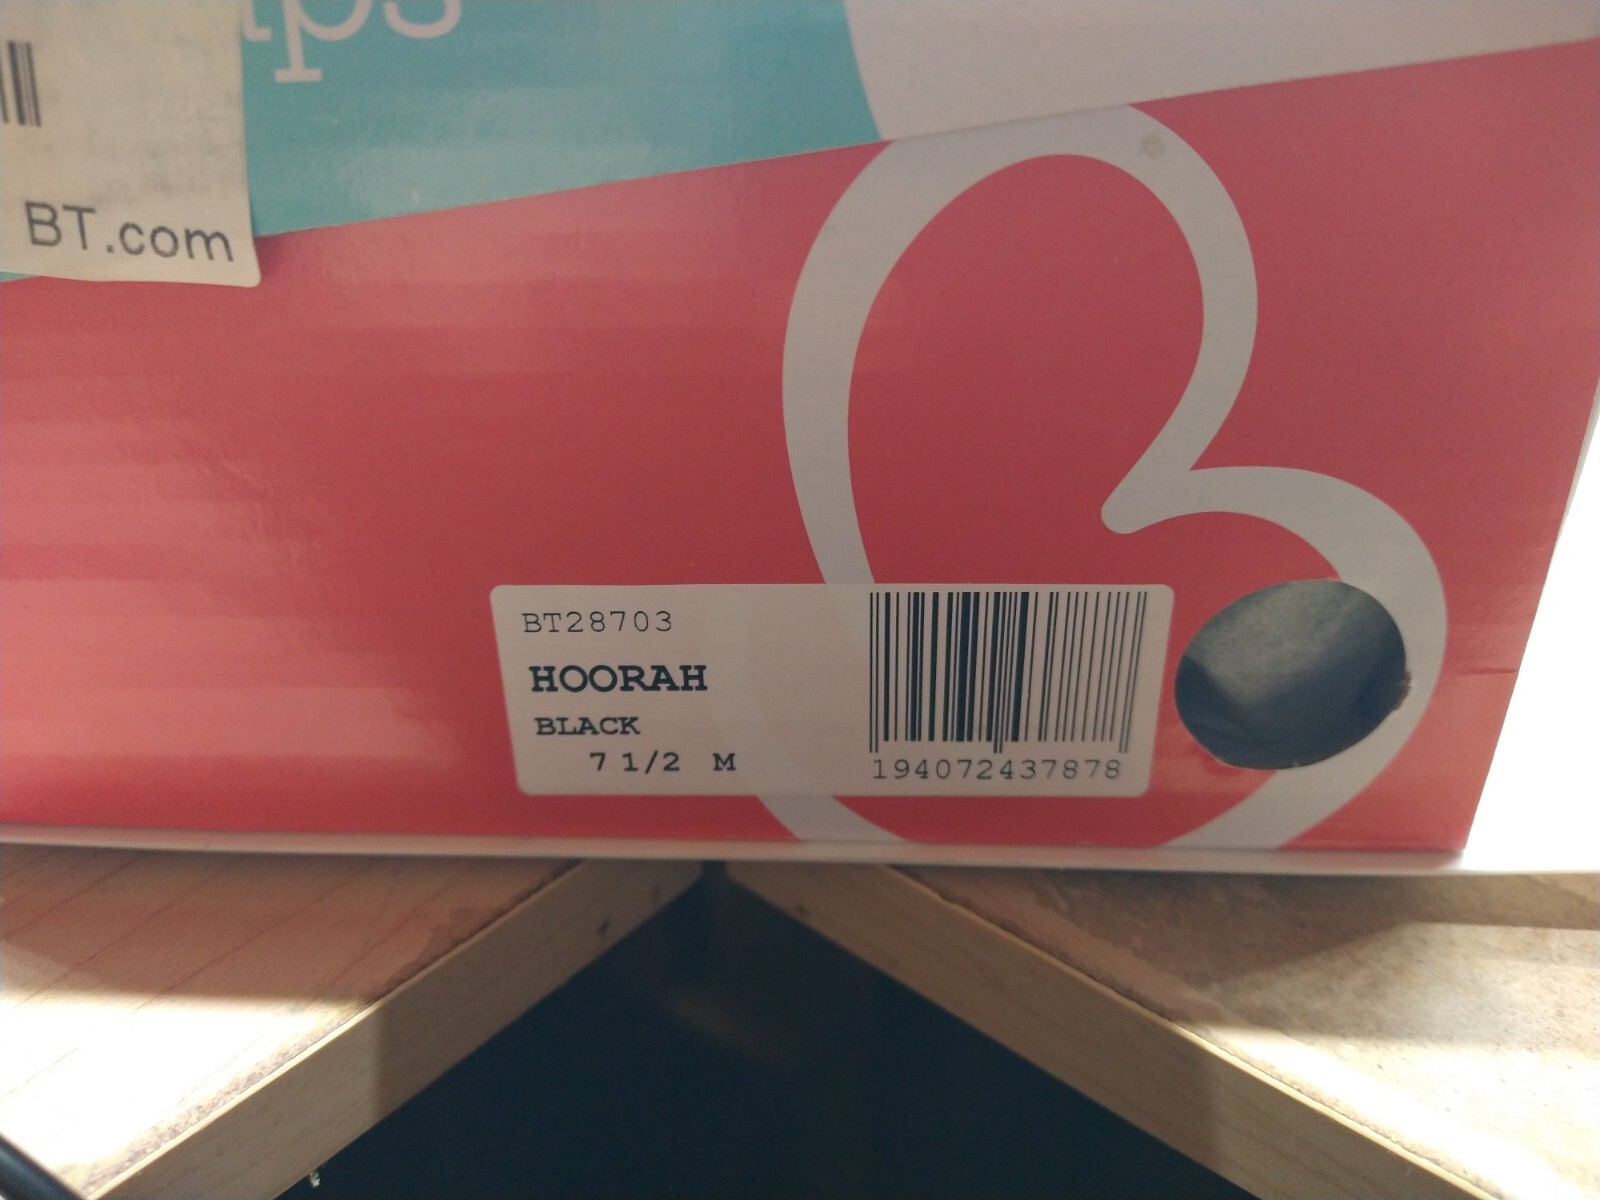 BT.com
BT28703
HOORAH
BLACK
7 1/2 M
194072437878